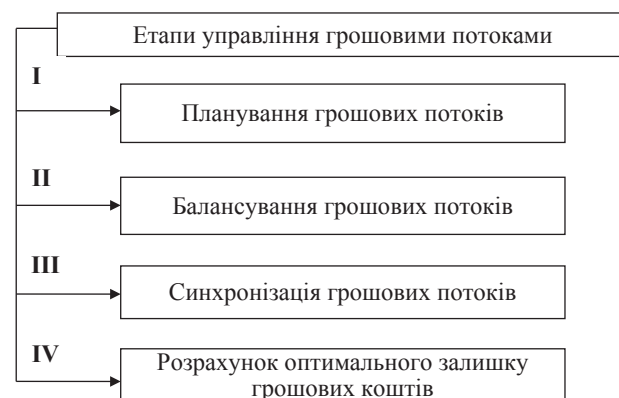 Етапи управління грошовими потоками
I
Планування грошових потоків
II
Балансування грошових потоків
III
Синхронізація грошових потоків
IV
Розрахунок оптимального залишку
грошових коштів